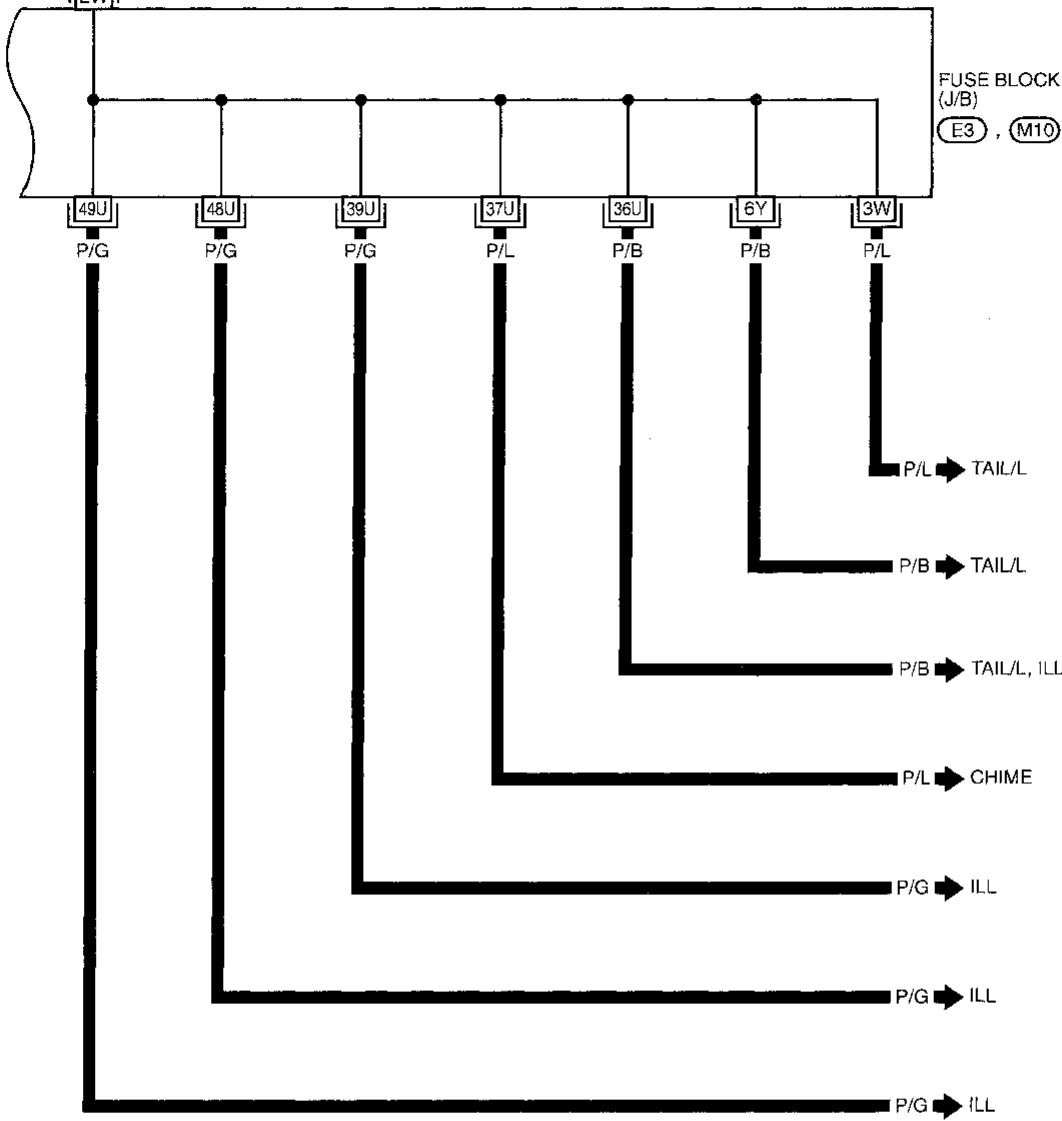 FUSE BLOCK
(J/B)
E3 , M10
49U 48U 39U 37U 36U 6Y 3W
P/G P/G P/G P/L P/B P/B P/L
P/L TAIL/L
P/B TAIL/L
P/B TAIL/L, ILL
P/L CHIME
P/G ILL
P/G ILL
P/G ILL